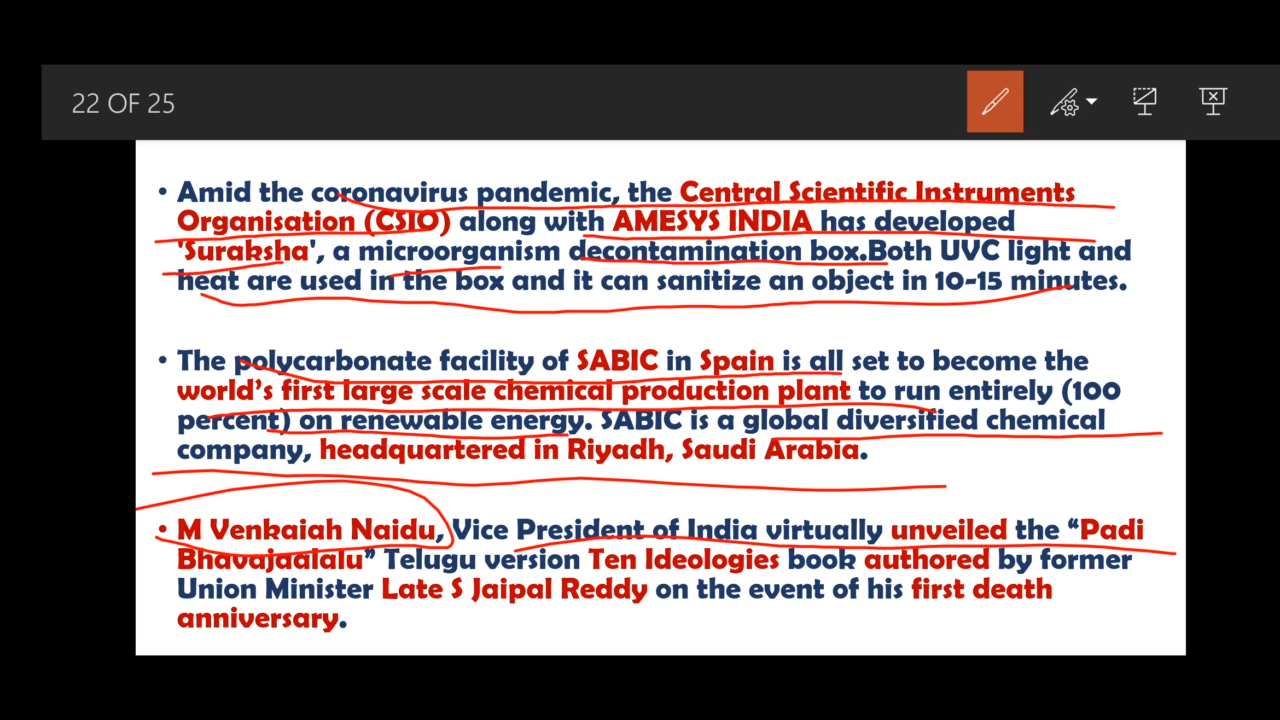 22 OF 25
• Amid the coronavirus pandemic, the Central Scientific Instruments
Organisation (CSIO) along with AMESYS INDIA has developed
'Suraksha', a microorganism decontamination box.Both UVC light and
heat are used in the box and it can sanitize an object in 10-15 minutes.
• The polycarbonate facility of SABIC in Spain is all set to become the
world's first large scale chemical production plant to run entirely (100
percent) on renewable energy. SABIC is a global diversified chemical
company, headquartered in Riyadh, Saudi Arabia.
• M Venkaiah Naidu, Vice President of India virtually unveiled the “Padi
Bhavajaalalu” Telugu version Ten Ideologies book authored by former
Union Minister Late S Jaipal Reddy on the event of his first death
anniversary.